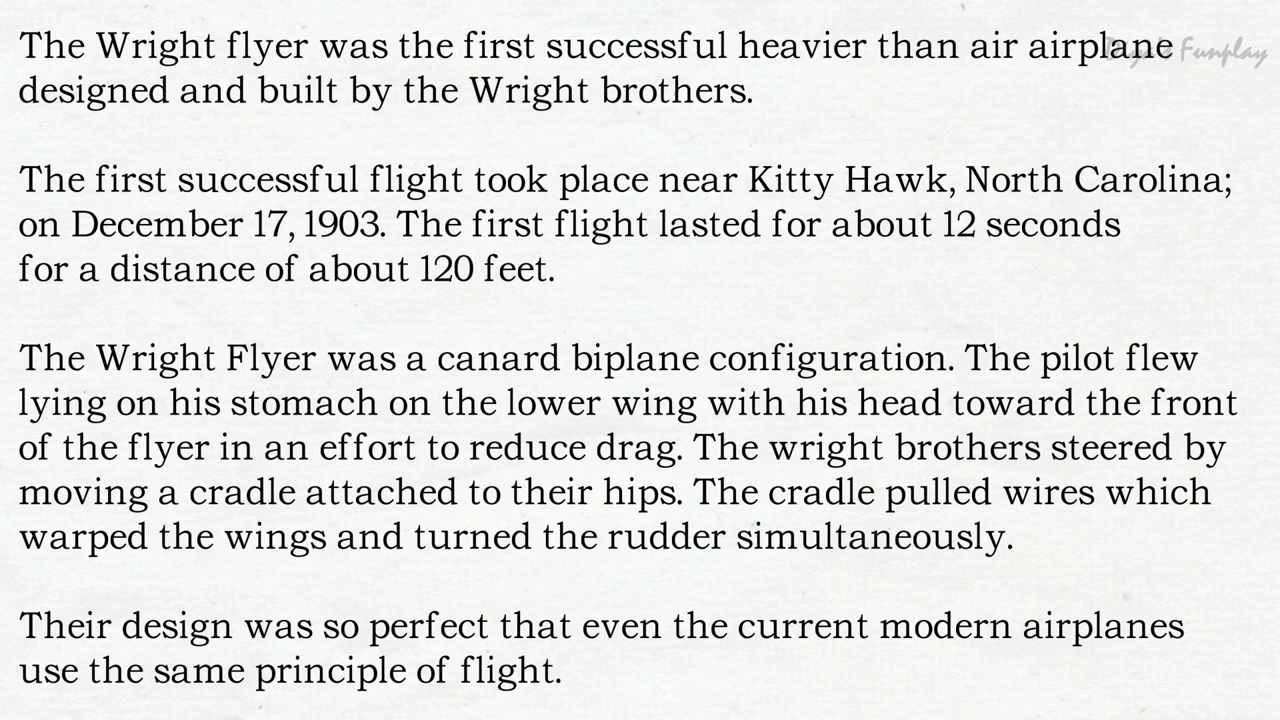 The Wright flyer was the first successful heavier than air airplane
designed and built by the Wright brothers.
The first successful flight took place near Kitty Hawk, North Carolina;
on December 17, 1903. The first flight lasted for about 12 seconds
for a distance of about 120 feet.
The Wright Flyer was a canard biplane configuration. The pilot flew
lying on his stomach on the lower wing with his head toward the front
of the flyer in an effort to reduce drag. The wright brothers steered by
moving a cradle attached to their hips. The cradle pulled wires which
warped the wings and turned the rudder simultaneously.
Their design was so perfect that even the current modern airplanes
use the same principle of flight.
Funplay